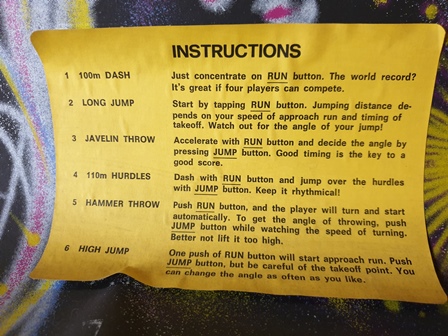 INSTRUCTIONS
1 100m DASH Just concentrate on RUN button. The world record?
It's great if four players can compete.
2 LONG JUMP Start by tapping RUN button. Jumping distance de-
pends on your speed of approach run and timing of
takeoff. Watch out for the angle of your jump!
3 JAVELIN THROW Accelerate with RUN button and decide the angle by
pressing JUMP button. Good timing is the key to a
good score.
4 110m HURDLES Dash with RUN button and jump over the hurdles
with JUMP button. Keep it rhythmical!
5 HAMMER THROW Push RUN button, and the player will turn and start
automatically. To get the angle of throwing, push
JUMP button while watching the speed of turning.
Better not lift it too high.
6 HIGH JUMP One push of RUN button will start approach run. Push
JUMP button, but be careful of the takeoff point. You
can change the angle as often as you like.